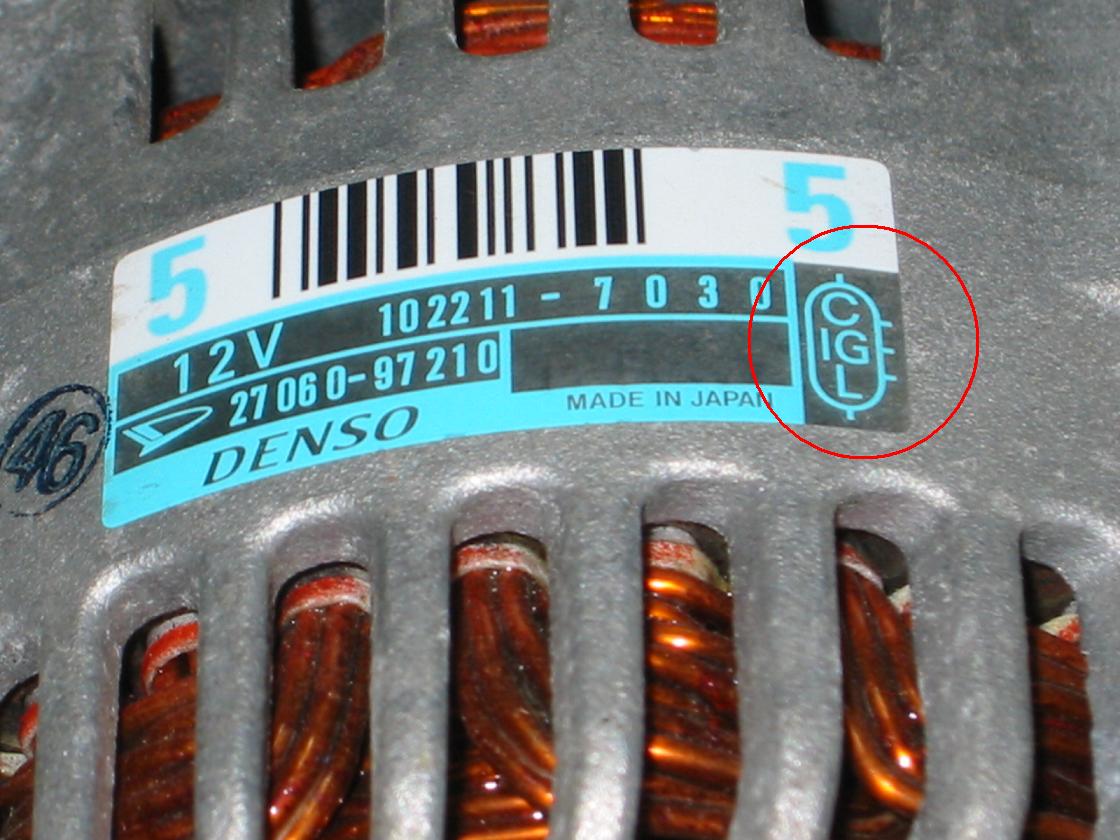 5 5
12V 102211-7030
27060-97210
DENSO
MADE IN JAPAN
C
IG
L
46